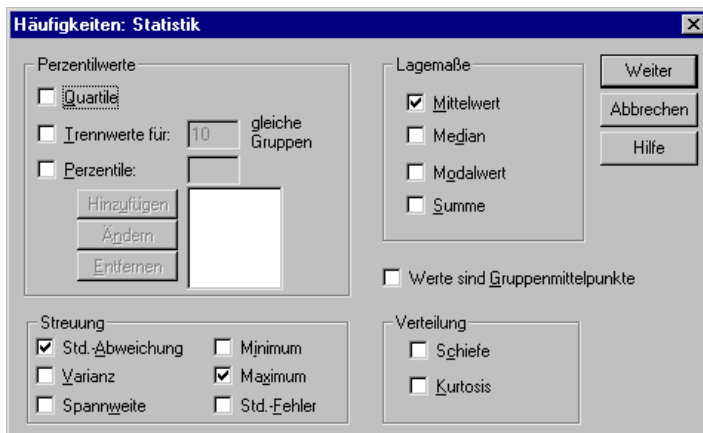 Häufigkeiten: Statistik
Perzentilwerte
Quartile
Trennwerte für: 10 gleiche Gruppen
Perzentile:
Hinzufügen
Ändern
Entfernen
Lagemaße
Mittelwert
Median
Modalwert
Summe
Weiter
Abbrechen
Hilfe
Werte sind Gruppenmittelpunkte
Streuung
Std.-Abweichung
Minimum
Varianz
Maximum
Spannweite
Std.-Fehler
Verteilung
Schiefe
Kurtosis